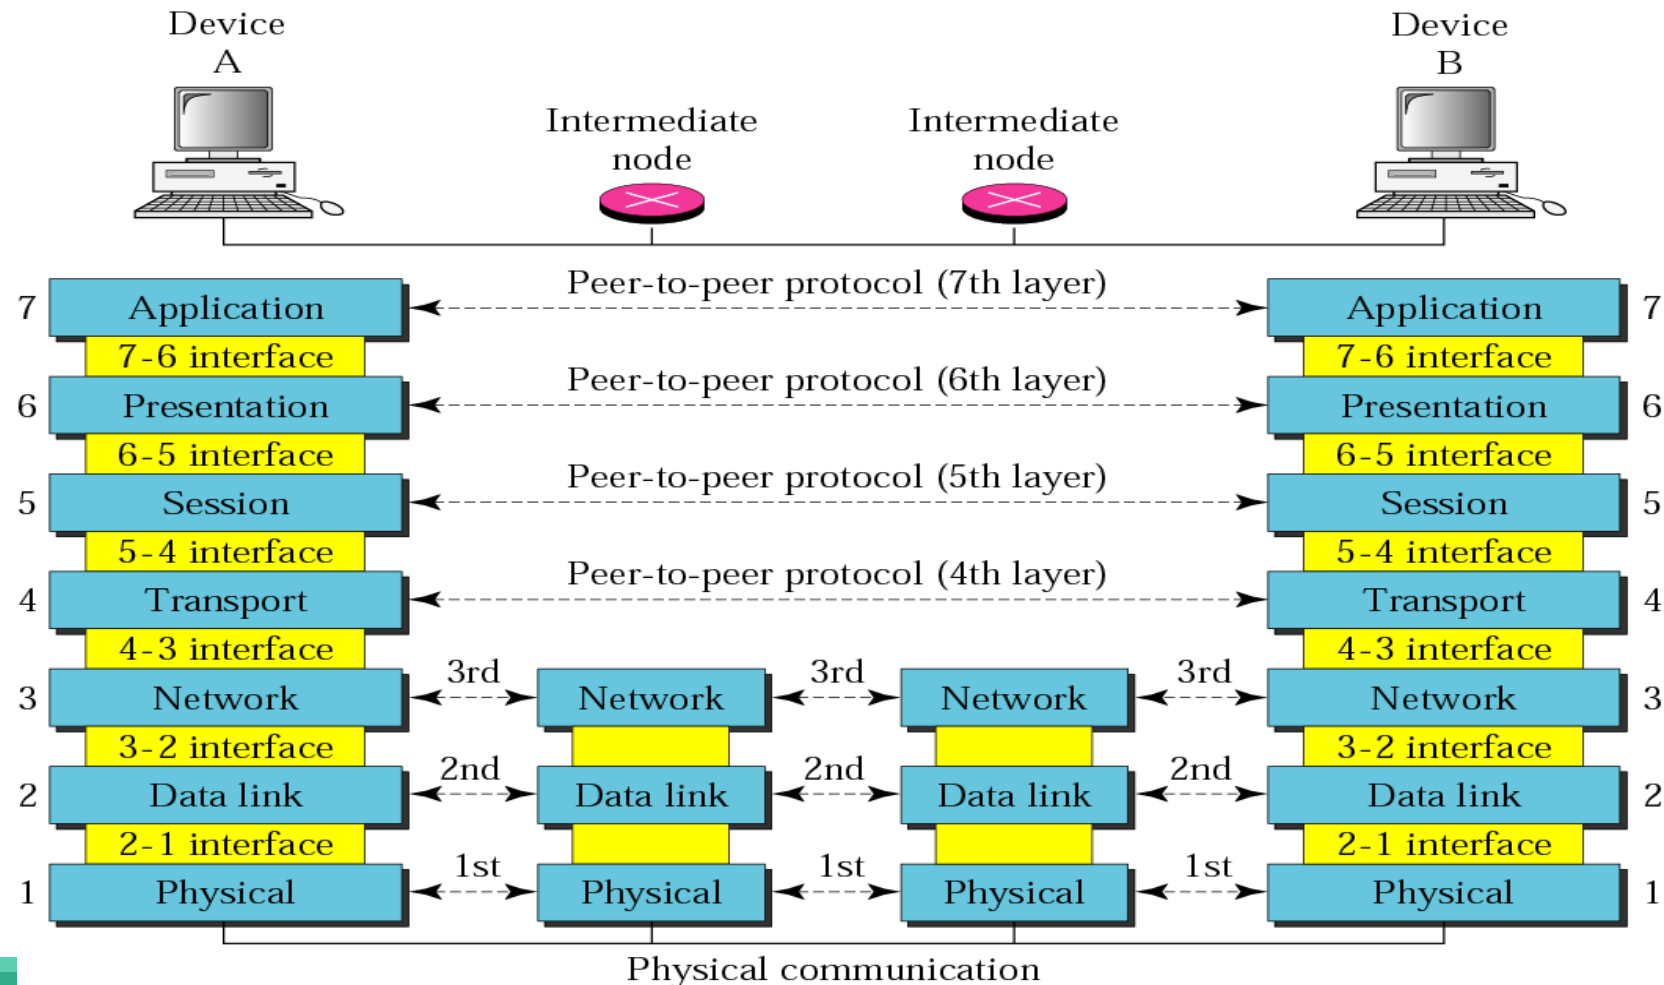 Device
A
Device
B
Intermediate
node
Intermediate
node
Peer-to-peer protocol (7th layer)
7 Application Application 7
7-6 interface 7-6 interface
Peer-to-peer protocol (6th layer)
6 Presentation Presentation 6
6-5 interface 6-5 interface
Peer-to-peer protocol (5th layer)
5 Session Session 5
5-4 interface 5-4 interface
Peer-to-peer protocol (4th layer)
4 Transport Transport 4
4-3 interface 4-3 interface
3rd 3rd 3rd
3 Network Network Network Network 3
3-2 interface 3-2 interface
2nd 2nd 2nd
2 Data link Data link Data link Data link 2
2-1 interface 2-1 interface
1st 1st 1st
1 Physical Physical Physical Physical 1
Physical communication